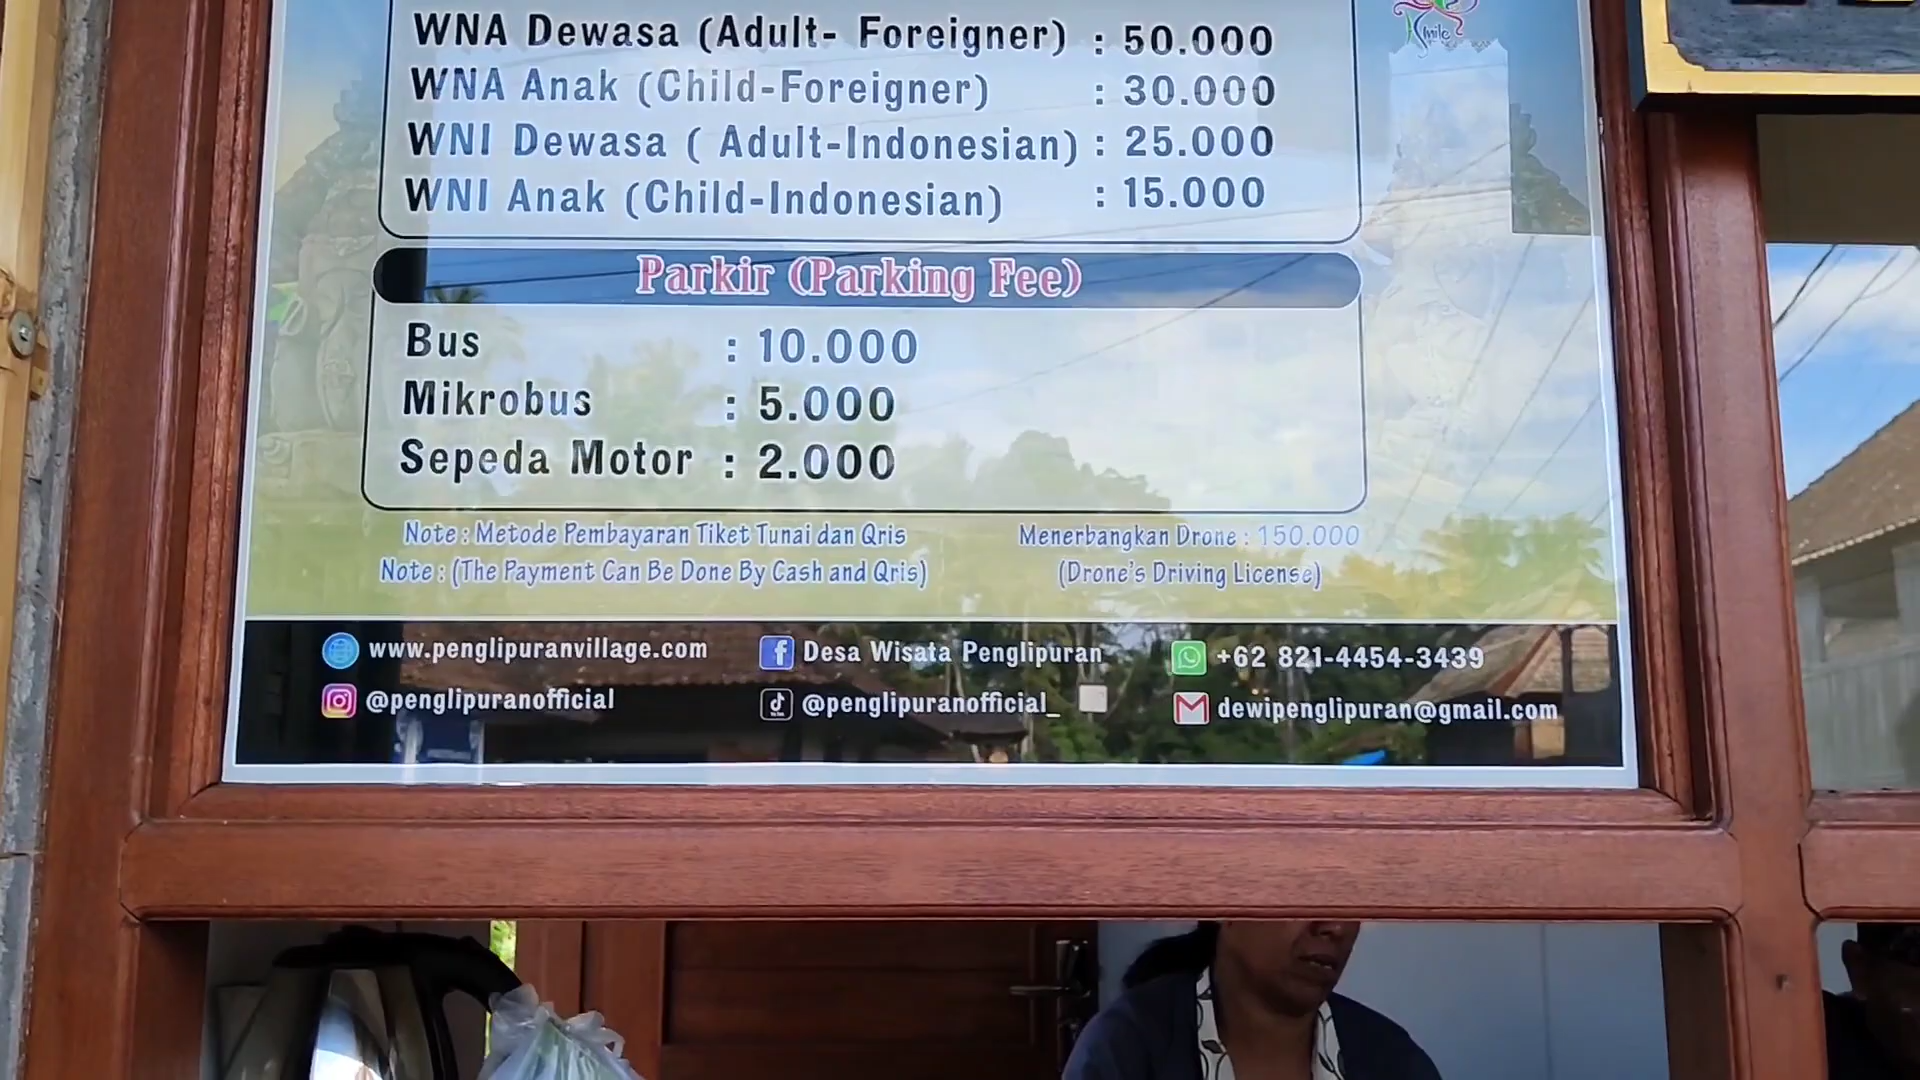 WNA Dewasa (Adult- Foreigner) : 50.000
WNA Anak (Child-Foreigner) : 30.000
WNI Dewasa ( Adult-Indonesian) : 25.000
WNI Anak (Child-Indonesian) : 15.000
Parkir (Parking Fee)
Bus : 10.000
Mikrobus : 5.000
Sepeda Motor : 2.000
Note : Metode Pembayaran Tiket Tunai dan Qris
Note : (The Payment Can Be Done By Cash and Qris)
Menerbangkan Drone : 150.000
(Drone's Driving License)
www.penglipuranvillage.com
Desa Wisata Penglipuran
+62 821-4454-3439
@penglipuranofficial
@penglipuranofficial_
dewipenglipuran@gmail.com